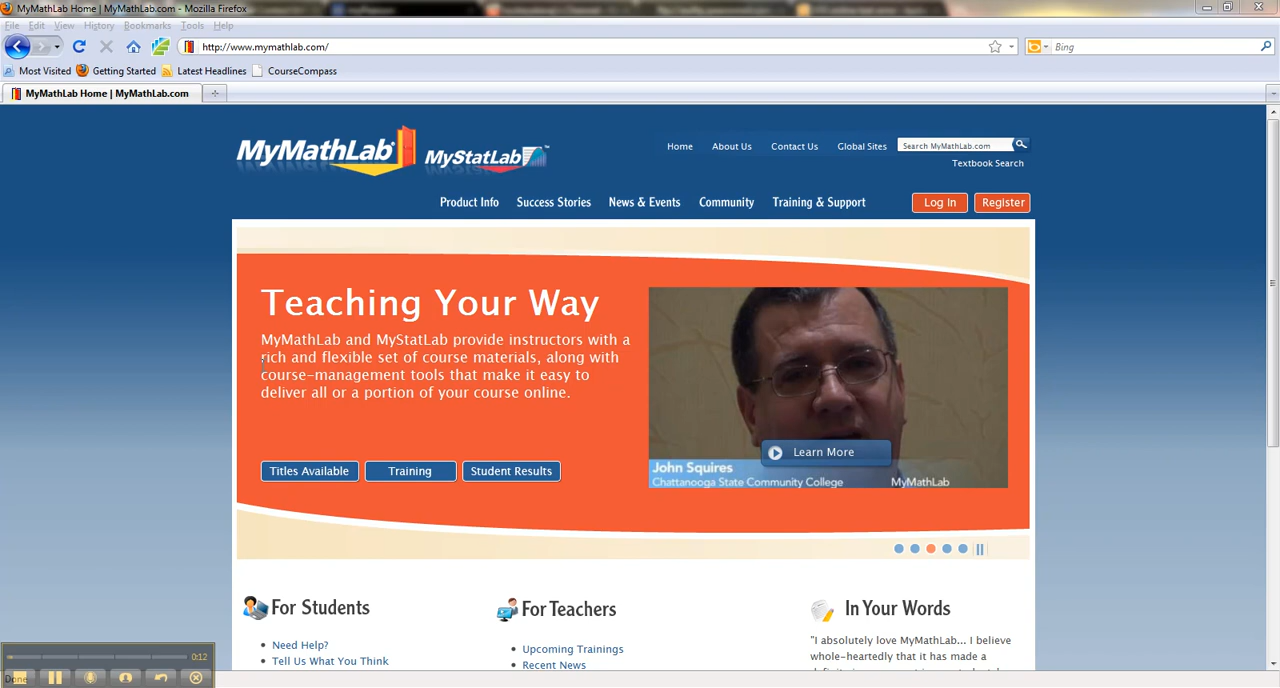 MyMathLab Home | MyMathLab.com - Mozilla Firefox
File Edit View History Bookmarks Tools Help
http://www.mymathlab.com/
Bing
Most Visited Getting Started Latest Headlines CourseCompass
MyMathLab Home | MyMathLab.com
MyMathLab MyStatLab™
Home About Us Contact Us Global Sites Search MyMathLab.com
Textbook Search
Product Info Success Stories News & Events Community Training & Support Log In Register
Teaching Your Way
MyMathLab and MyStatLab provide instructors with a
rich and flexible set of course materials, along with
course-management tools that make it easy to
deliver all or a portion of your course online.
Learn More
Titles Available Training Student Results
John Squires
Chattanooga State Community College MyMathLab
For Students
Need Help?
Tell Us What You Think
For Teachers
Upcoming Trainings
Recent News
In Your Words
"I absolutely love MyMathLab... I believe
whole-heartedly that it has made a
0:12
Done